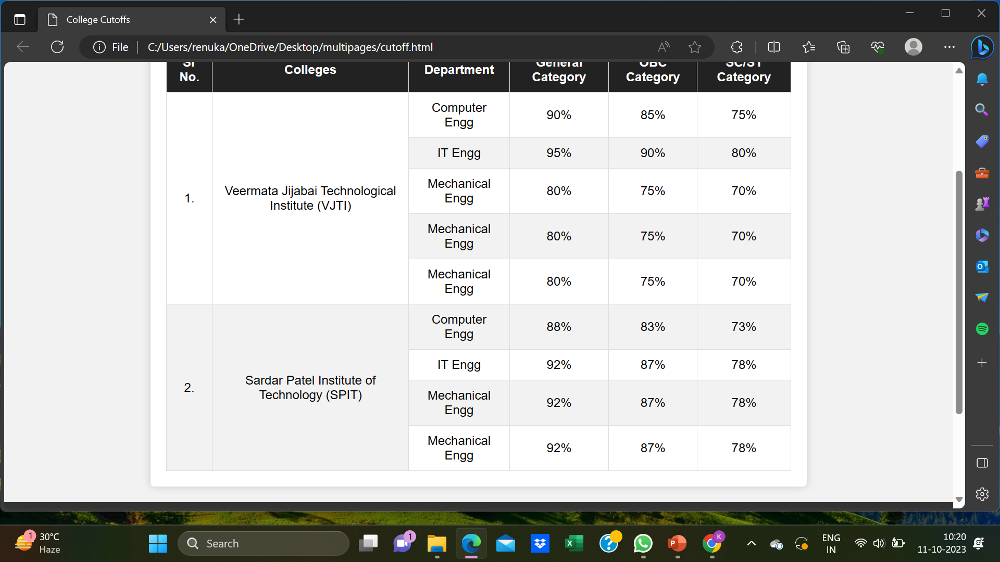 College Cutoffs
File
C:/Users/renuka/OneDrive/Desktop/multipages/cutoff.html
Sr No.
Colleges
Department
General Category
OBC Category
SC/ST Category
1.
Veermata Jijabai Technological
Institute (VJTI)
Computer
Engg
90% 85% 75%
IT Engg 95% 90% 80%
Mechanical
Engg
80% 75% 70%
Mechanical
Engg
80% 75% 70%
Mechanical
Engg
80% 75% 70%
2.
Sardar Patel Institute of
Technology (SPIT)
Computer
Engg
88% 83% 73%
IT Engg 92% 87% 78%
Mechanical
Engg
92% 87% 78%
Mechanical
Engg
92% 87% 78%
1
30°C
Haze
Search
1
K
ENG
IN
10:20
11-10-2023